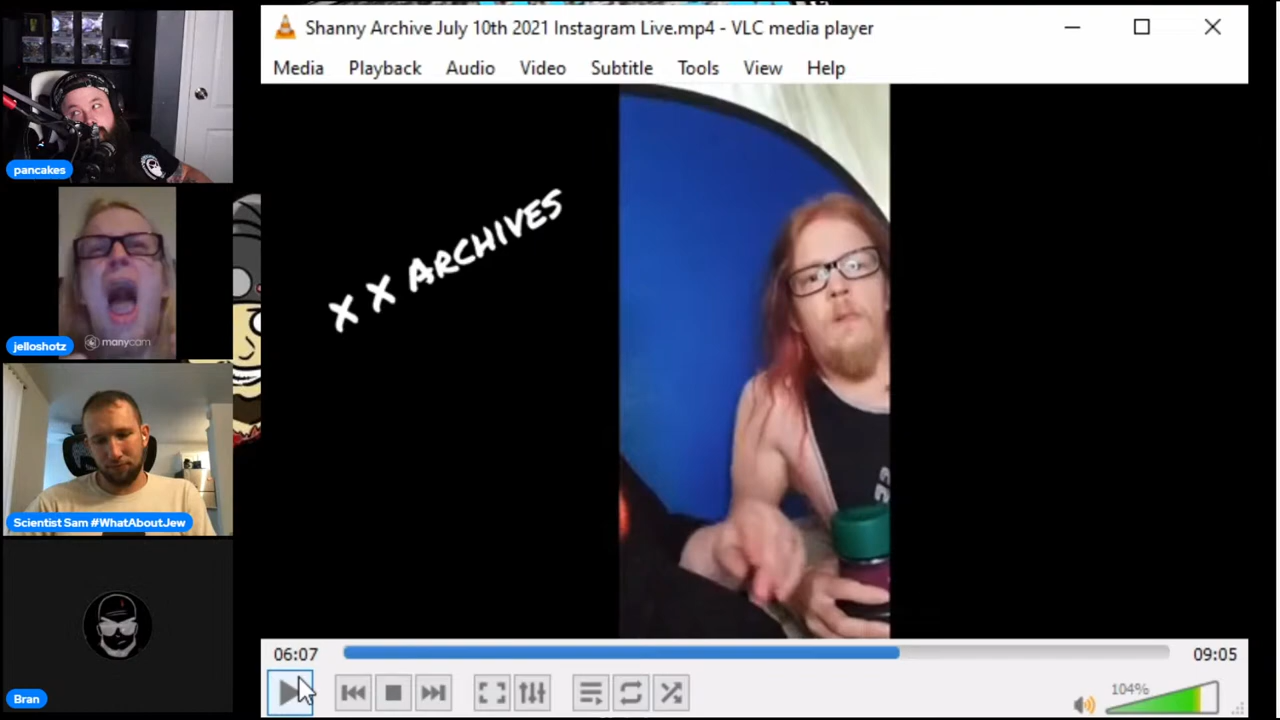 Shanny Archive July 10th 2021 Instagram Live.mp4 - VLC media player
Media Playback Audio Video Subtitle Tools View Help
pancakes
X X ARCHIVES
manycam
jelloshotz
Scientist Sam #WhatAboutJew
06:07
09:05
104%
Bran